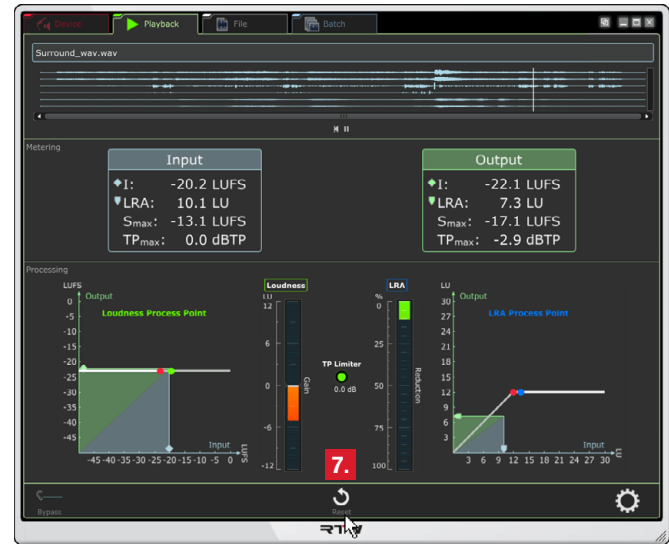 Device Playback File Batch
Surround_wav.wav
Metering
Input
I: -20.2 LUFS
LRA: 10.1 LU
Smax: -13.1 LUFS
TPmax: 0.0 dBTP
Output
I: -22.1 LUFS
LRA: 7.3 LU
Smax: -17.1 LUFS
TPmax: -2.9 dBTP
Processing
LUFS
Output
Loudness Process Point
0
-5
-10
-15
-20
-25
-30
-35
-40
-45
Input
-45 -40 -35 -30 -25 -20 -15 -10 -5 0
LUFS
Loudness
LU
12
6
0
-6
-12
Gain
TP Limiter
0.0 dB
LRA
%
0
25
50
75
100
Reduction
LU
Output
LRA Process Point
30
27
24
21
18
15
12
9
6
3
Input
3 6 9 12 15 18 21 24 27 30
LU
7.
Bypass
Reset
RTW